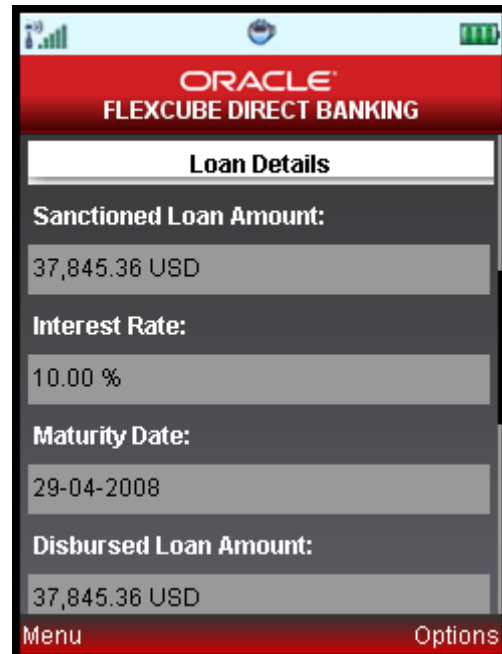 ORACLE
FLEXCUBE DIRECT BANKING
Loan Details
Sanctioned Loan Amount:
37,845.36 USD
Interest Rate:
10.00 %
Maturity Date:
29-04-2008
Disbursed Loan Amount:
37,845.36 USD
Menu Options